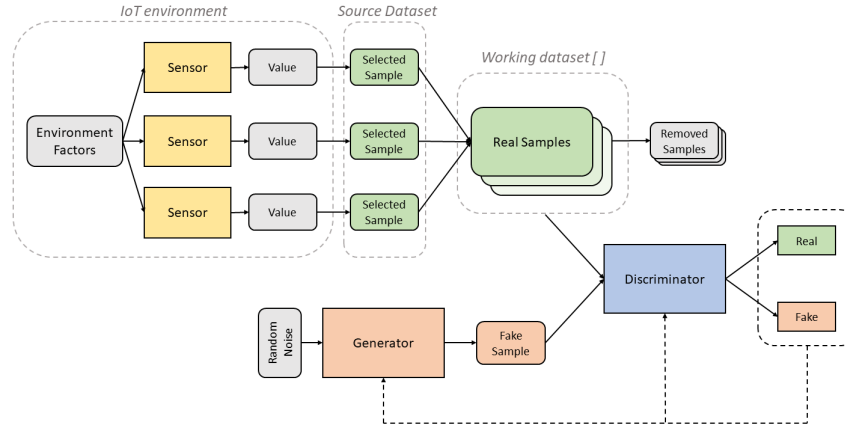 IoT environment
Source Dataset
Working dataset [ ]
Environment
Factors
Sensor
Value
Selected
Sample
Sensor
Value
Selected
Sample
Sensor
Value
Selected
Sample
Real Samples
Removed
Samples
Real
Discriminator
Fake
Random
Noise
Generator
Fake
Sample